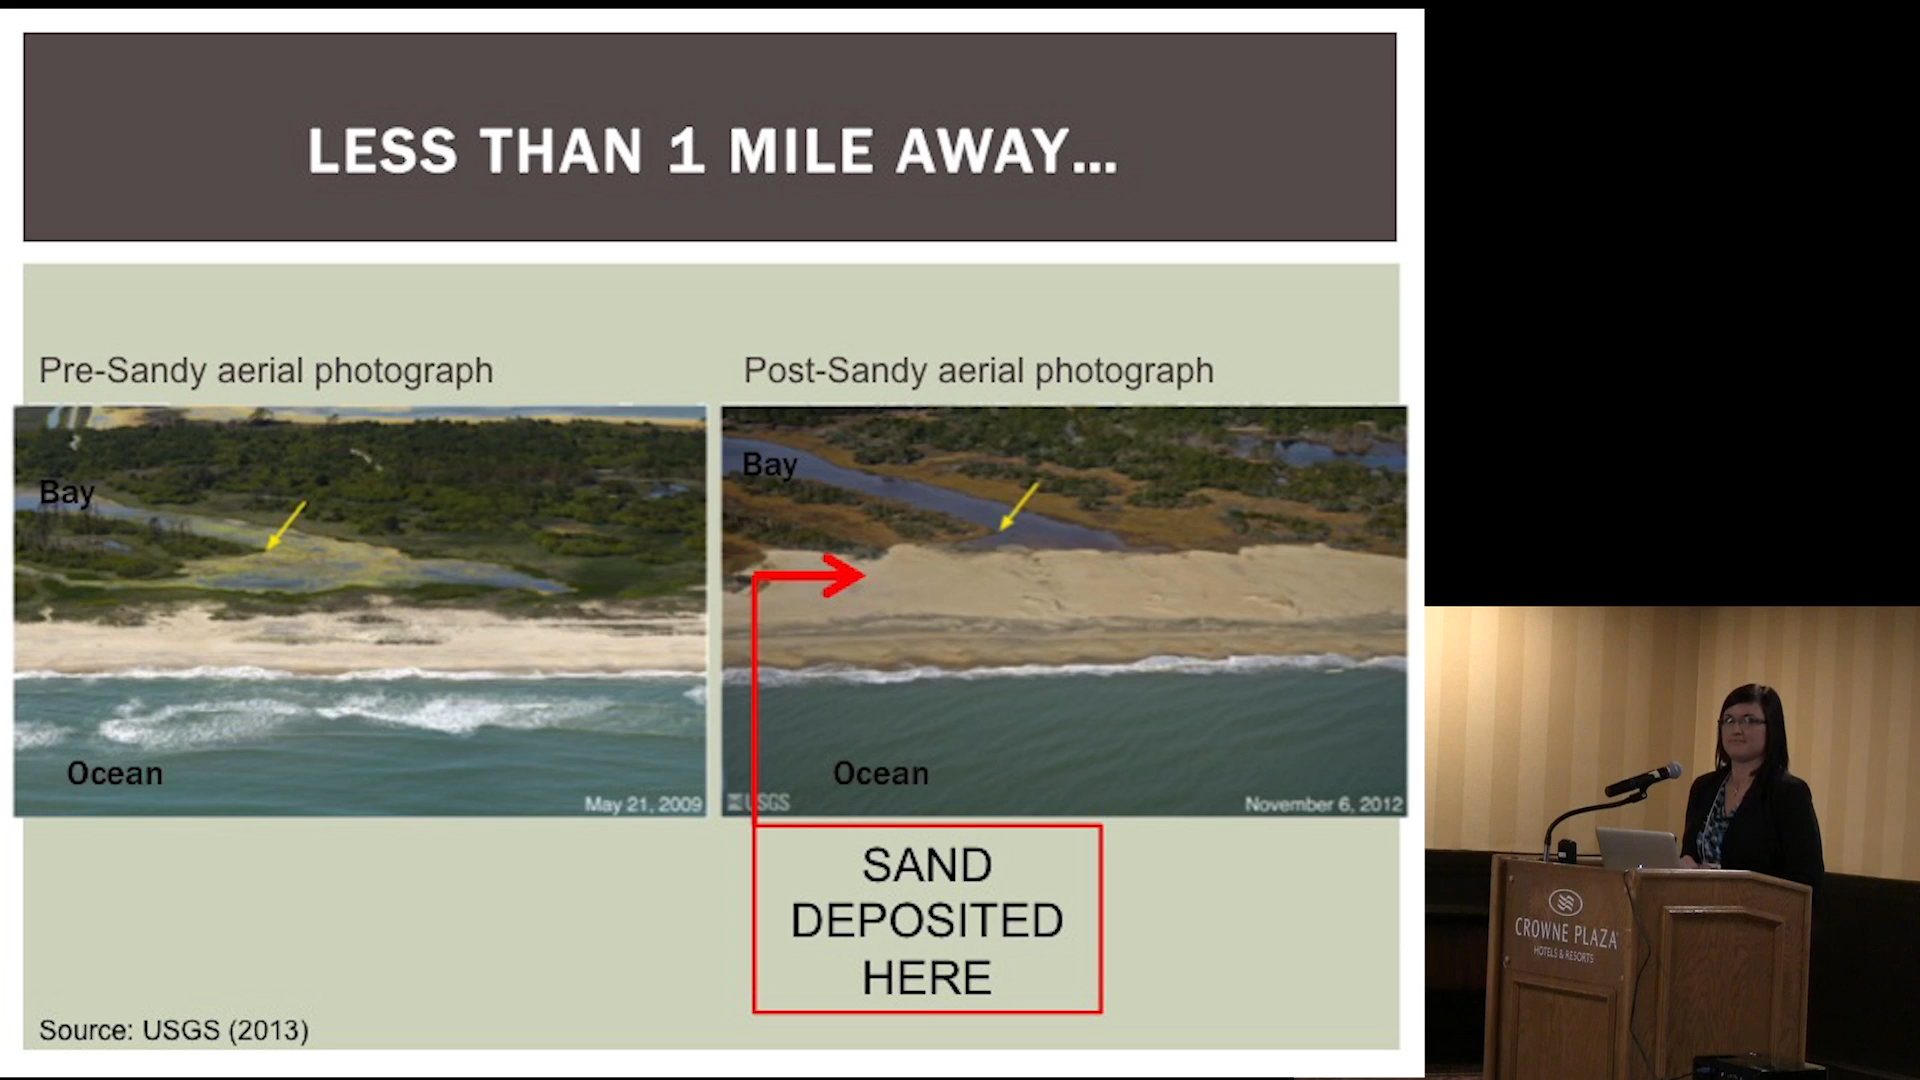 LESS THAN 1 MILE AWAY...
Pre-Sandy aerial photograph
Post-Sandy aerial photograph
Bay
Ocean
May 21, 2009
Bay
Ocean
USGS
November 6, 2012
SAND
DEPOSITED
HERE
Source: USGS (2013)
CROWNE PLAZA
HOTELS & RESORTS